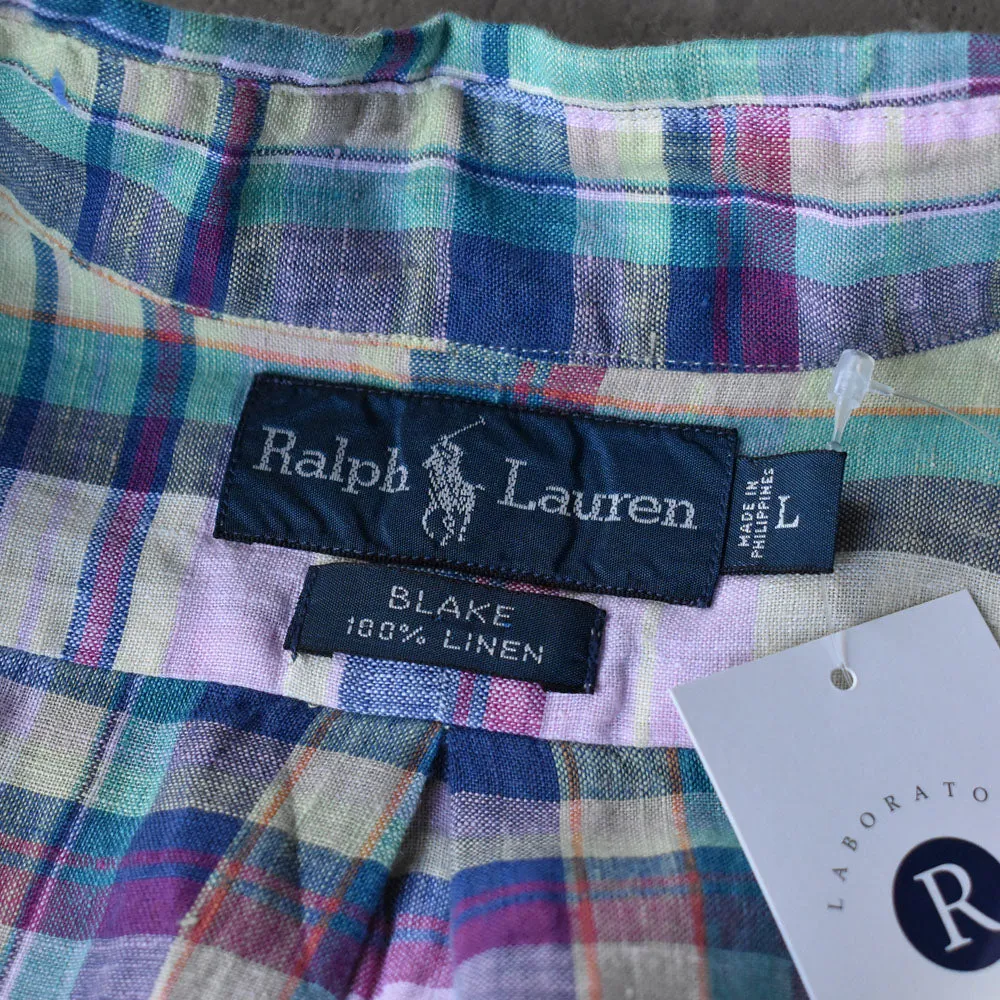 Ralph Lauren
MADE IN
PHILIPPINES
L
BLAKE
100% LINEN
LABORATO
R